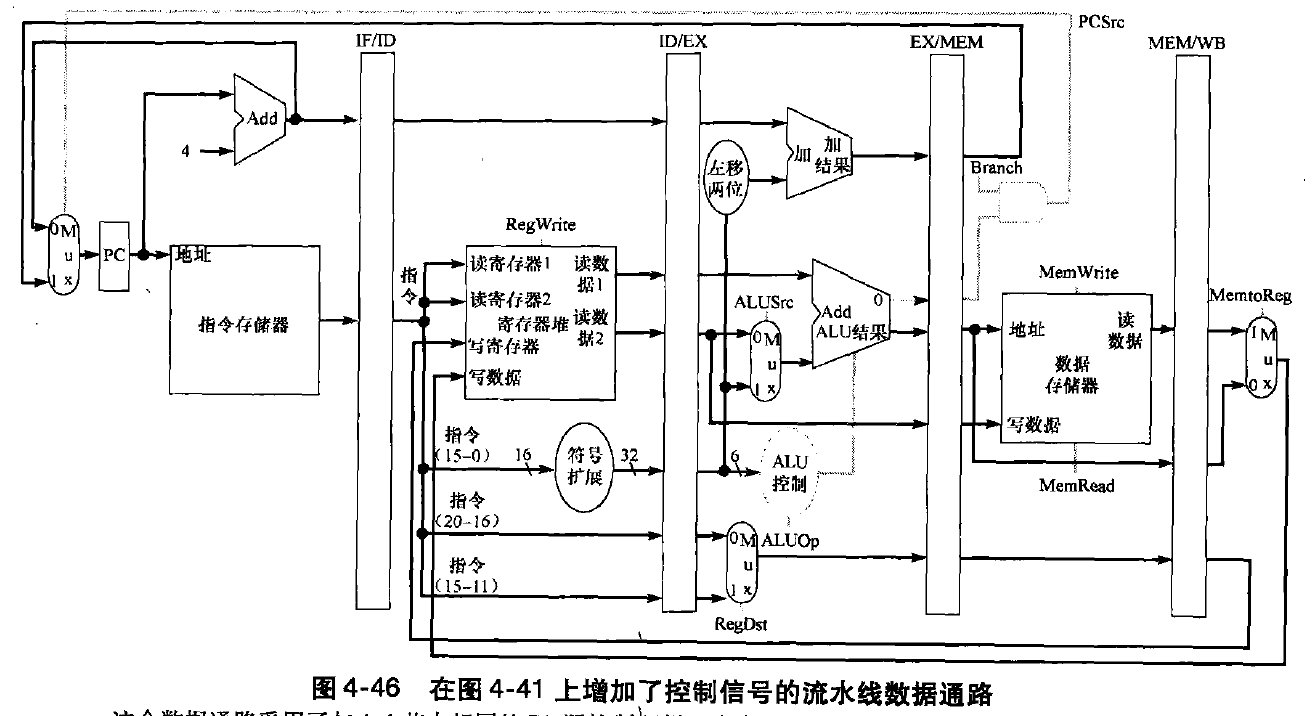 PCSrc
IF/ID
ID/EX
EX/MEM
MEM/WB
Add
4
加
加
结果
左移
两位
Branch
0 M
u
1 x
PC
地址
指令存储器
RegWrite
指
令
读寄存器1
读数
据1
读寄存器2
寄存器堆
读数
据2
写寄存器
写数据
ALUSrc
0 M
u
1 x
0
Add
ALU 结果
MemWrite
地址
读
数据
数据
存储器
写数据
MemRead
MemtoReg
1 M
u
0 x
指令
(15-0)
16
符号
扩展
32
6
ALU
控制
ALUOp
指令
(20-16)
指令
(15-11)
0 M
u
1 x
RegDst
图4-46 在图4-41上增加了控制信号的流水线数据通路